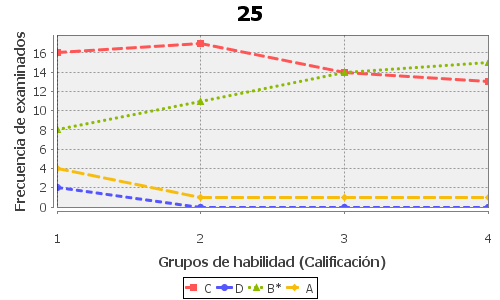 25
Frecuencia de examinados
16
14
12
10
8
6
4
2
0
1 2 3 4
Grupos de habilidad (Calificación)
C D B* A